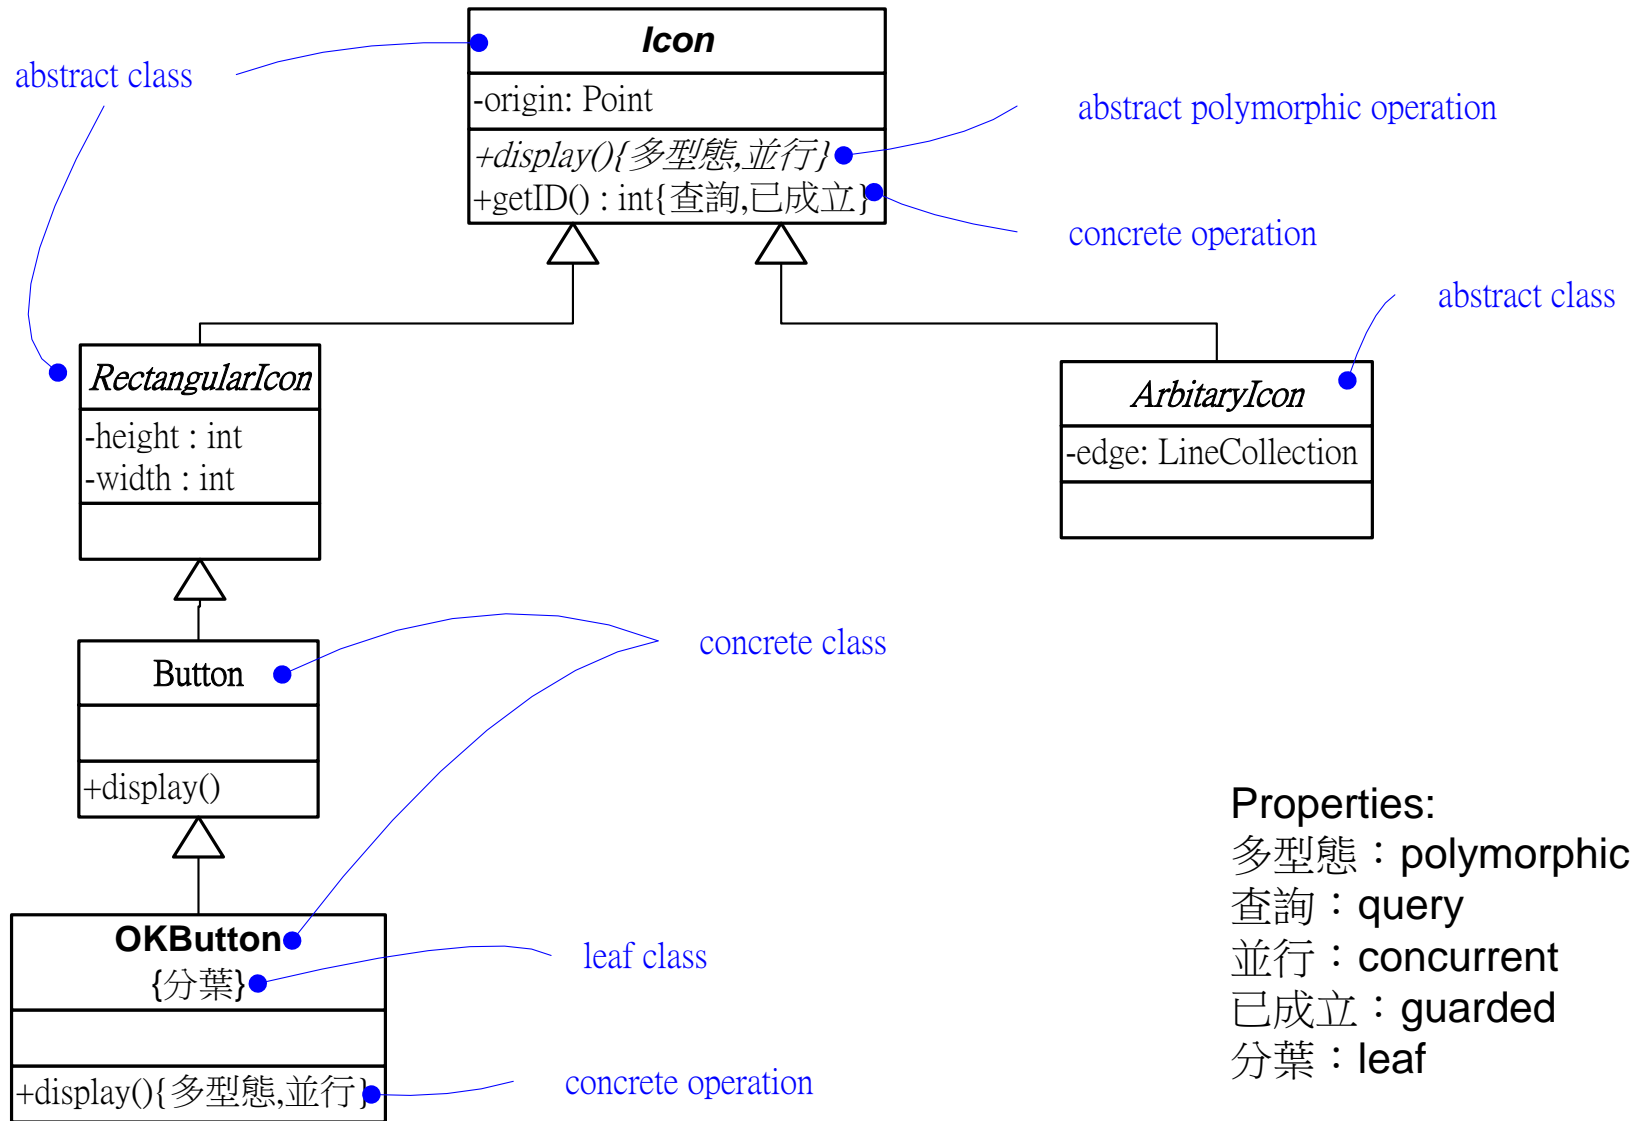 Icon
abstract class
-origin: Point
abstract polymorphic operation
+display(){多型態,並行}
+getID() : int{查詢,已成立}
concrete operation
abstract class
RectangularIcon
-height : int
-width : int
ArbitaryIcon
-edge: LineCollection
concrete class
Button
+display()
OKButton
{分葉}
leaf class
+display(){多型態,並行}
concrete operation
Properties:
多型態：polymorphic
查詢：query
並行：concurrent
已成立：guarded
分葉：leaf